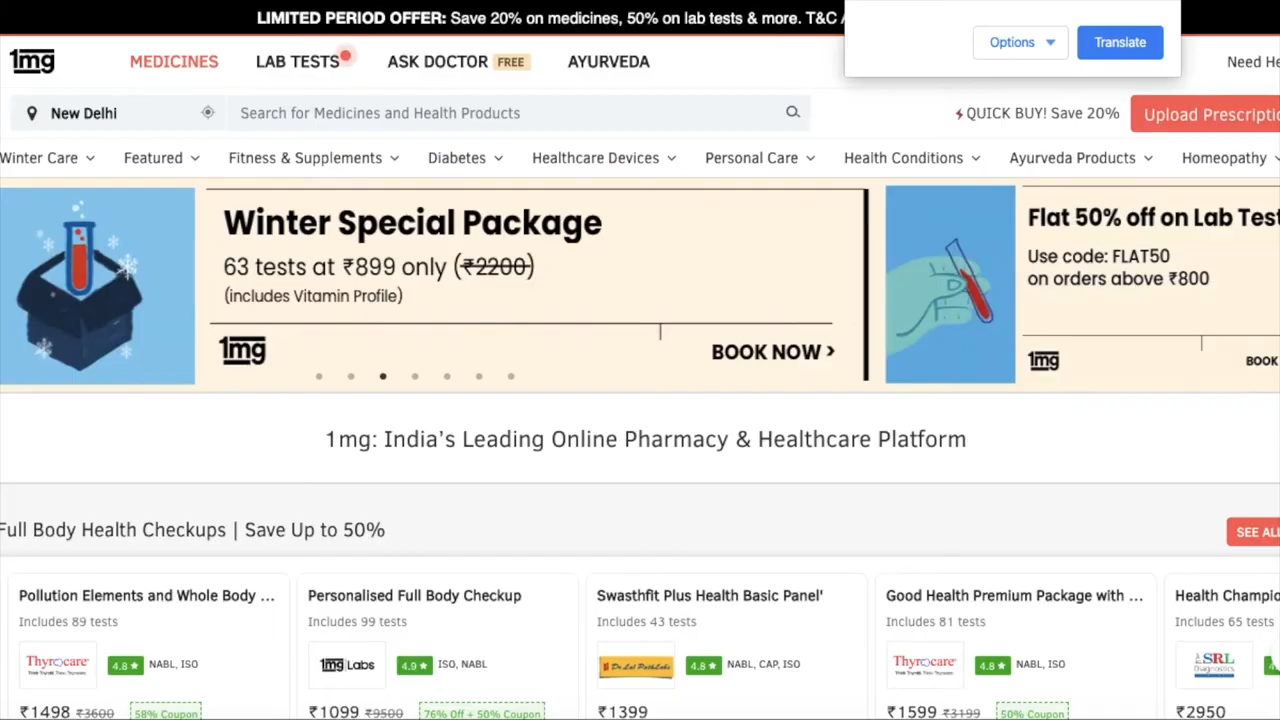 LIMITED PERIOD OFFER: Save 20% on medicines, 50% on lab tests & more. T&C
Options
Translate
1mg
MEDICINES
LAB TESTS
ASK DOCTOR FREE
AYURVEDA
Need He
New Delhi
Search for Medicines and Health Products
QUICK BUY! Save 20%
Upload Prescriptio
Winter Care
Featured
Fitness & Supplements
Diabetes
Healthcare Devices
Personal Care
Health Conditions
Ayurveda Products
Homeopathy
Winter Special Package
63 tests at ₹899 only (₹2200)
(includes Vitamin Profile)
1mg
BOOK NOW >
Flat 50% off on Lab Test
Use code: FLAT50
on orders above ₹800
1mg
BOOK
1mg: India’s Leading Online Pharmacy & Healthcare Platform
Full Body Health Checkups | Save Up to 50%
SEE ALL
Pollution Elements and Whole Body ...
Includes 89 tests
Thyrocare
4.8★ NABL, ISO
₹1498 ₹3600 58% Coupon
Personalised Full Body Checkup
Includes 99 tests
1mg Labs
4.9★ ISO, NABL
₹1099 ₹9500 76% Off + 50% Coupon
Swasthfit Plus Health Basic Panel'
Includes 43 tests
Dr Lal PathLabs
4.8★ NABL, CAP, ISO
₹1399
Good Health Premium Package with ...
Includes 81 tests
Thyrocare
4.8★ NABL, ISO
₹1599 ₹3199 50% Coupon
Health Champio
Includes 65 tests
SRL
Diagnostics
₹2950